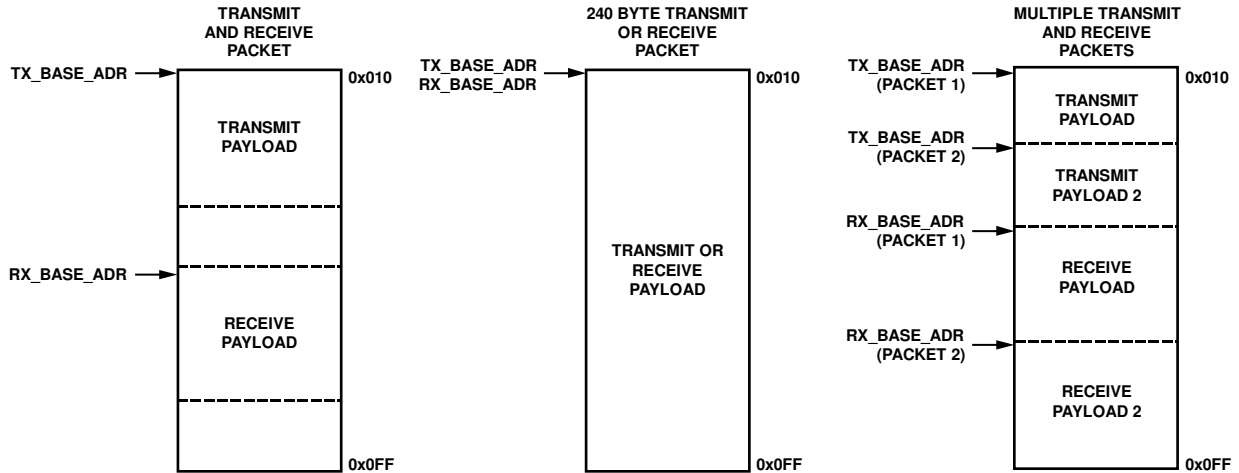 TRANSMIT
AND RECEIVE
PACKET
TX_BASE_ADR
0x010
TRANSMIT
PAYLOAD
RX_BASE_ADR
RECEIVE
PAYLOAD
0x0FF
240 BYTE TRANSMIT
OR RECEIVE
PACKET
TX_BASE_ADR
RX_BASE_ADR
0x010
TRANSMIT OR
RECEIVE
PAYLOAD
0x0FF
MULTIPLE TRANSMIT
AND RECEIVE
PACKETS
TX_BASE_ADR
(PACKET 1)
0x010
TRANSMIT
PAYLOAD
TX_BASE_ADR
(PACKET 2)
TRANSMIT
PAYLOAD 2
RX_BASE_ADR
(PACKET 1)
RECEIVE
PAYLOAD
RX_BASE_ADR
(PACKET 2)
RECEIVE
PAYLOAD 2
0x0FF